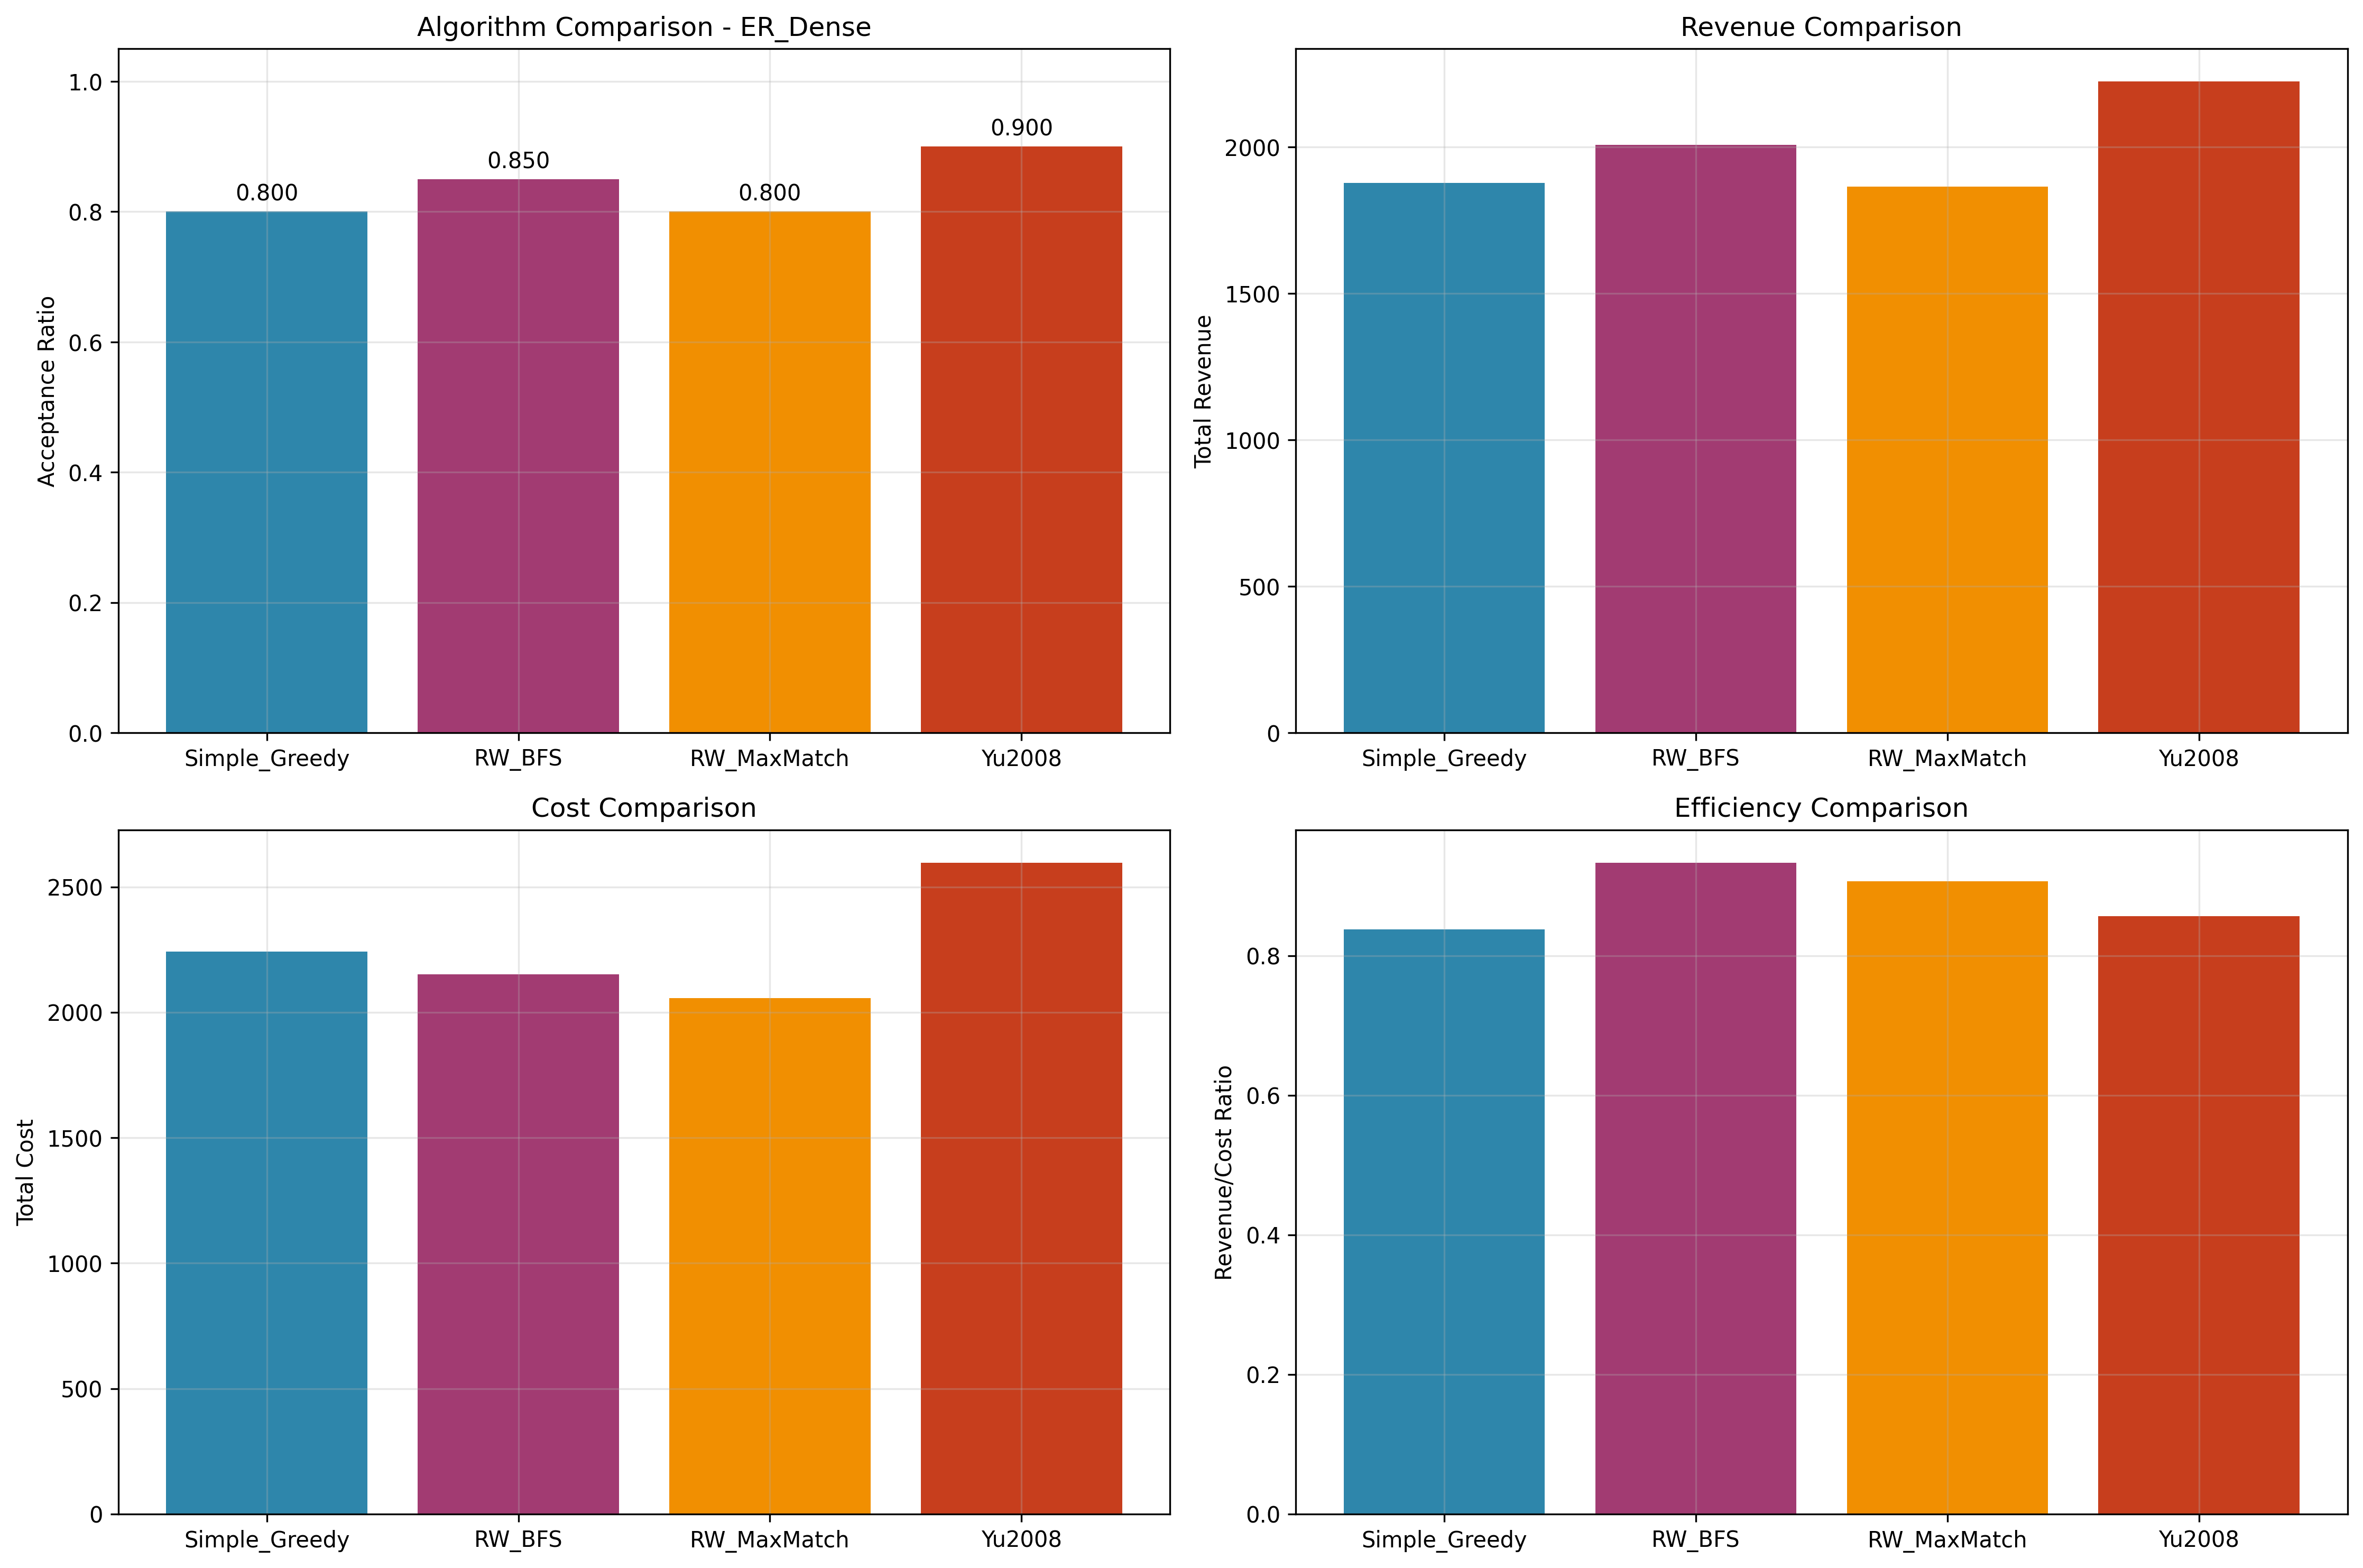 Algorithm Comparison - ER_Dense
Acceptance Ratio
1.0
0.8
0.6
0.4
0.2
0.0
0.800
0.850
0.800
0.900
Simple_Greedy RW_BFS RW_MaxMatch Yu2008
Revenue Comparison
Total Revenue
2000
1500
1000
500
0
Simple_Greedy RW_BFS RW_MaxMatch Yu2008
Cost Comparison
Total Cost
2500
2000
1500
1000
500
0
Simple_Greedy RW_BFS RW_MaxMatch Yu2008
Efficiency Comparison
Revenue/Cost Ratio
0.8
0.6
0.4
0.2
0.0
Simple_Greedy RW_BFS RW_MaxMatch Yu2008